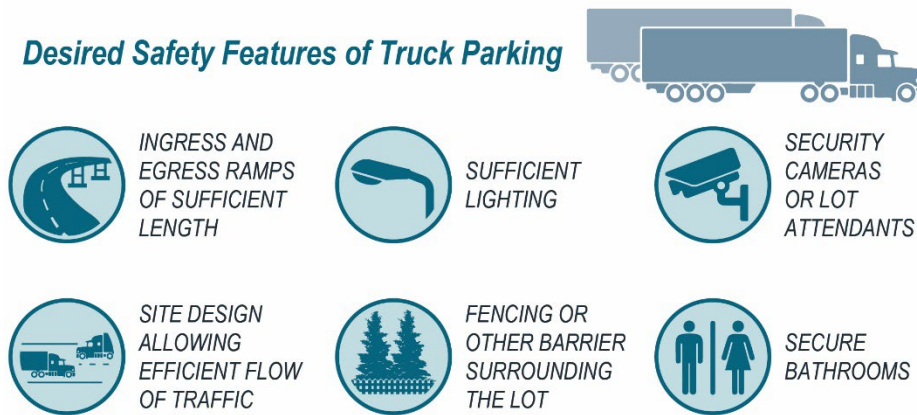 Desired Safety Features of Truck Parking
INGRESS AND
EGRESS RAMPS
OF SUFFICIENT
LENGTH
SUFFICIENT
LIGHTING
SECURITY
CAMERAS
OR LOT
ATTENDANTS
SITE DESIGN
ALLOWING
EFFICIENT FLOW
OF TRAFFIC
FENCING OR
OTHER BARRIER
SURROUNDING
THE LOT
SECURE
BATHROOMS